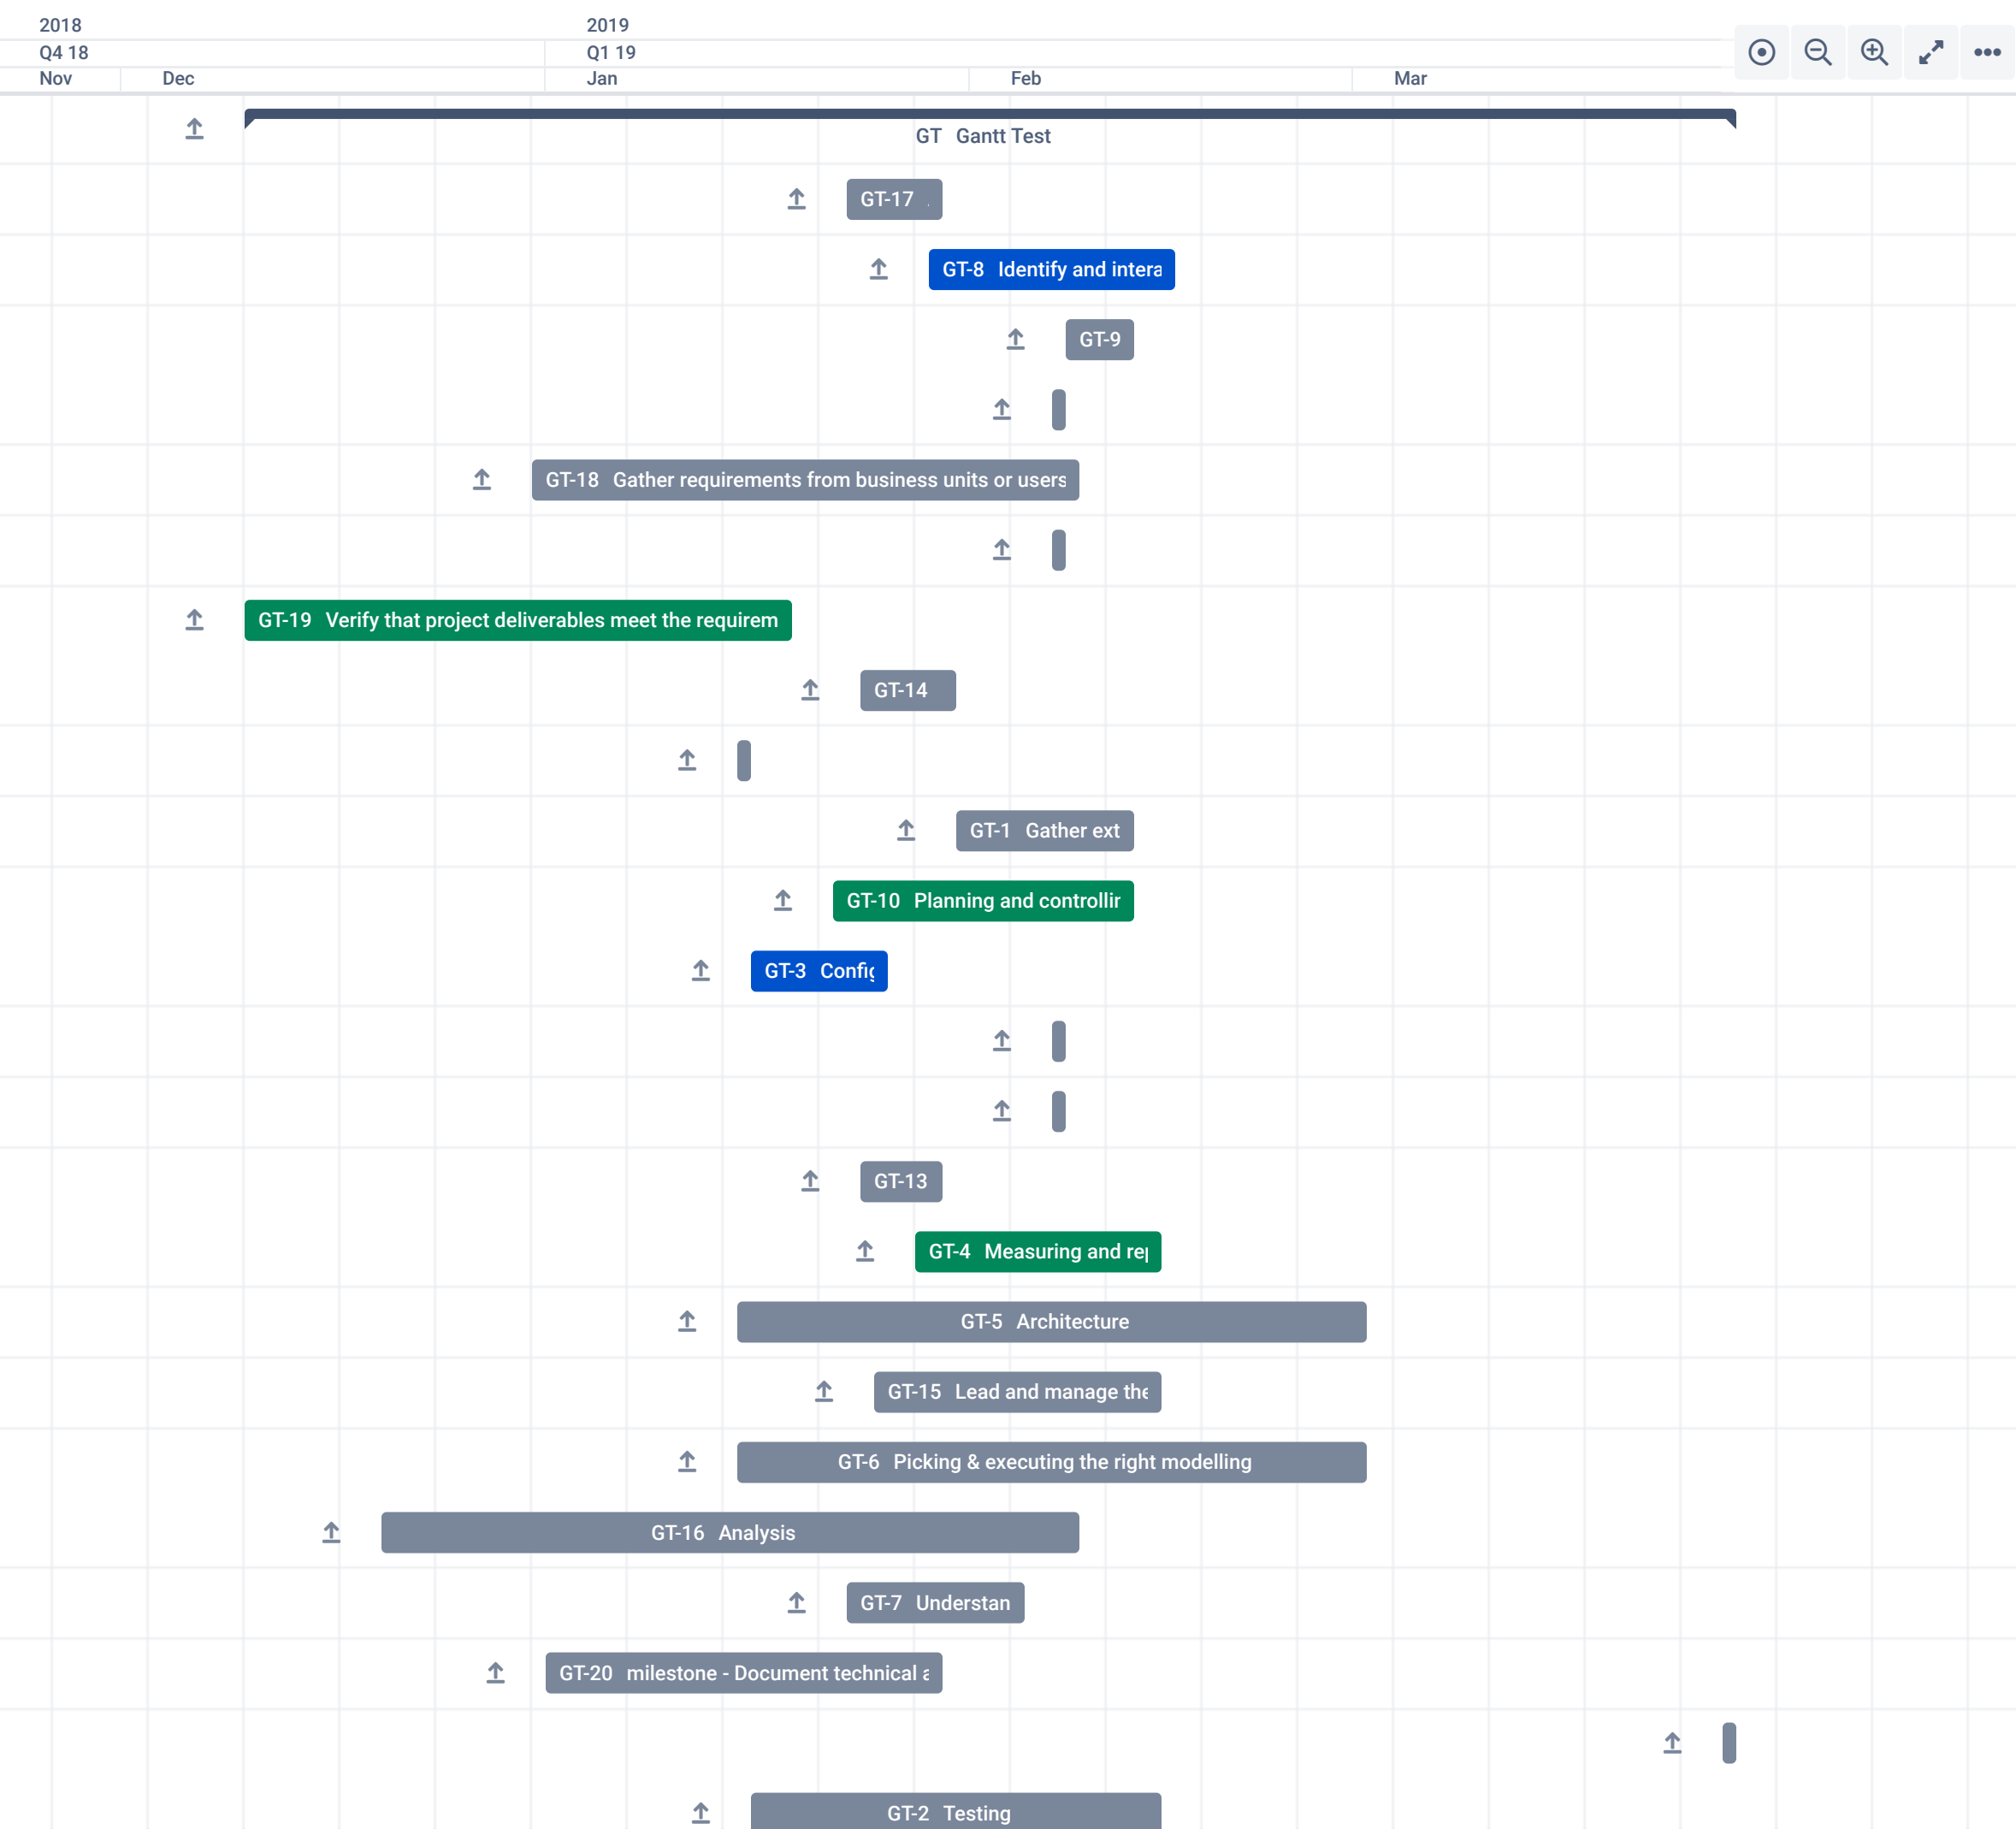 2018 2019
Q4 18 Q1 19
Nov Dec Jan Feb Mar
GT Gantt Test
GT-17
GT-8 Identify and intera
GT-9
GT-18 Gather requirements from business units or users
GT-19 Verify that project deliverables meet the requirem
GT-14
GT-1 Gather ext
GT-10 Planning and
GT-3
GT-13
GT-4 Measuring and
GT-5 Architecture
GT-15 Lead and manage the
GT-6 Picking & executing the right modelling
GT-16 Analysis
GT-7 Understan
GT-20 milestone - Document technical
GT-2 Testing